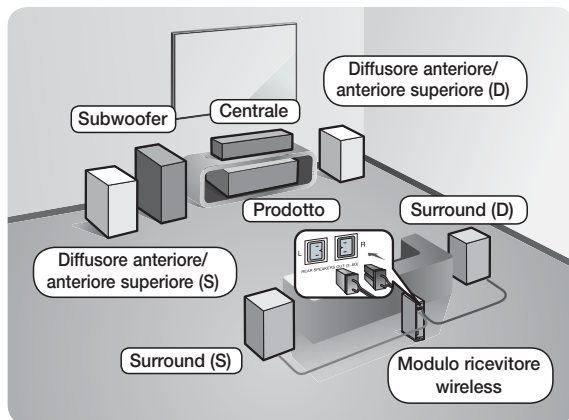 Diffusore anteriore/
anteriore superiore (D)
Centrale
Subwoofer
Prodotto
Surround (D)
Diffusore anteriore/
anteriore superiore (S)
L
R
REAR SPEAKERS OUT
Surround (S)
Modulo ricevitore
wireless